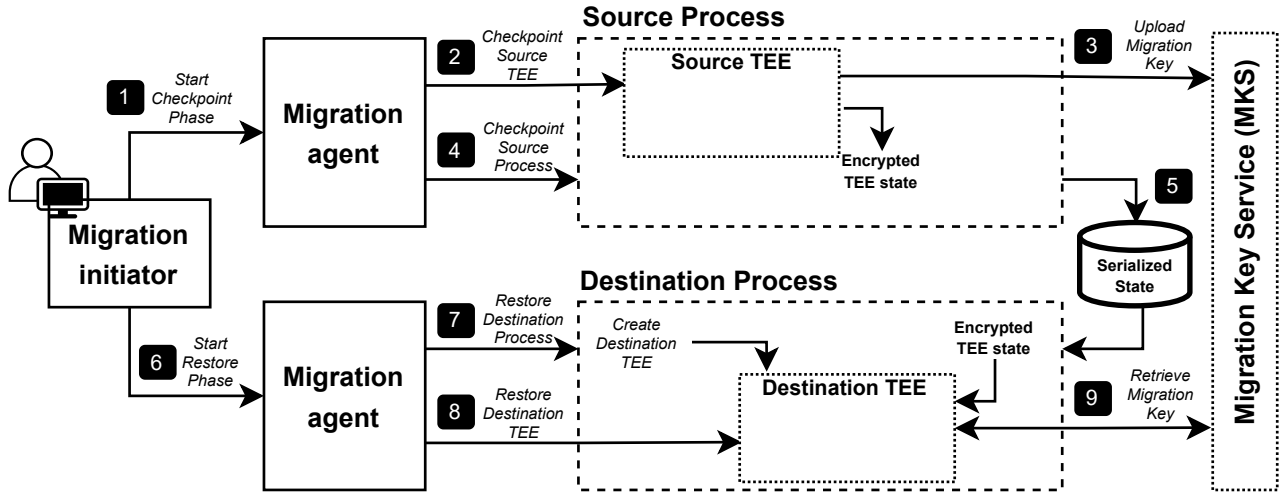 Source Process
1
Start
Checkpoint
Phase
Migration
agent
2
Checkpoint
Source
TEE
4
Checkpoint
Source
Process
Source TEE
Encrypted
TEE state
3
Upload
Migration
Key
5
Serialized
State
Migration Key Service (MKS)
Migration
initiator
6
Start
Restore
Phase
Migration
agent
Destination Process
7
Restore
Destination
Process
8
Restore
Destination
TEE
Create
Destination
TEE
Encrypted
TEE state
Destination TEE
9
Retrieve
Migration
Key